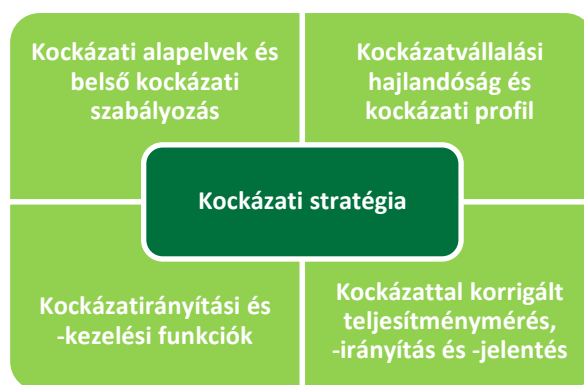 Kockázati alapelvek és
belső kockázati
szabályozás
Kockázatvállalási
hajlandóság és
kockázati profil
Kockázati stratégia
Kockázatirányítási és
-kezelési funkciók
Kockázattal korrigált
teljesítménymérés,
-irányítás és -jelentés